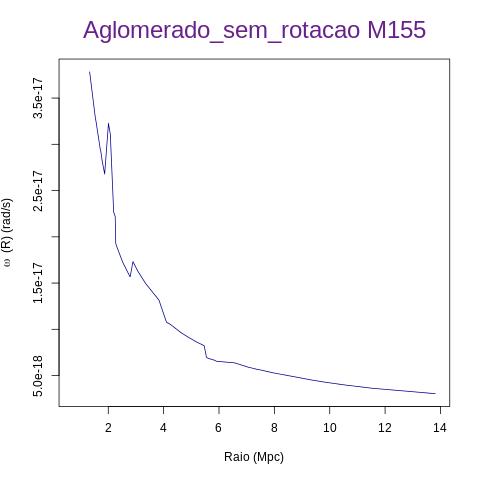 Aglomerado_sem_rotacao M155
ω (R) (rad/s)
3.5e-17
2.5e-17
1.5e-17
5.0e-18
2 4 6 8 10 12 14
Raio (Mpc)